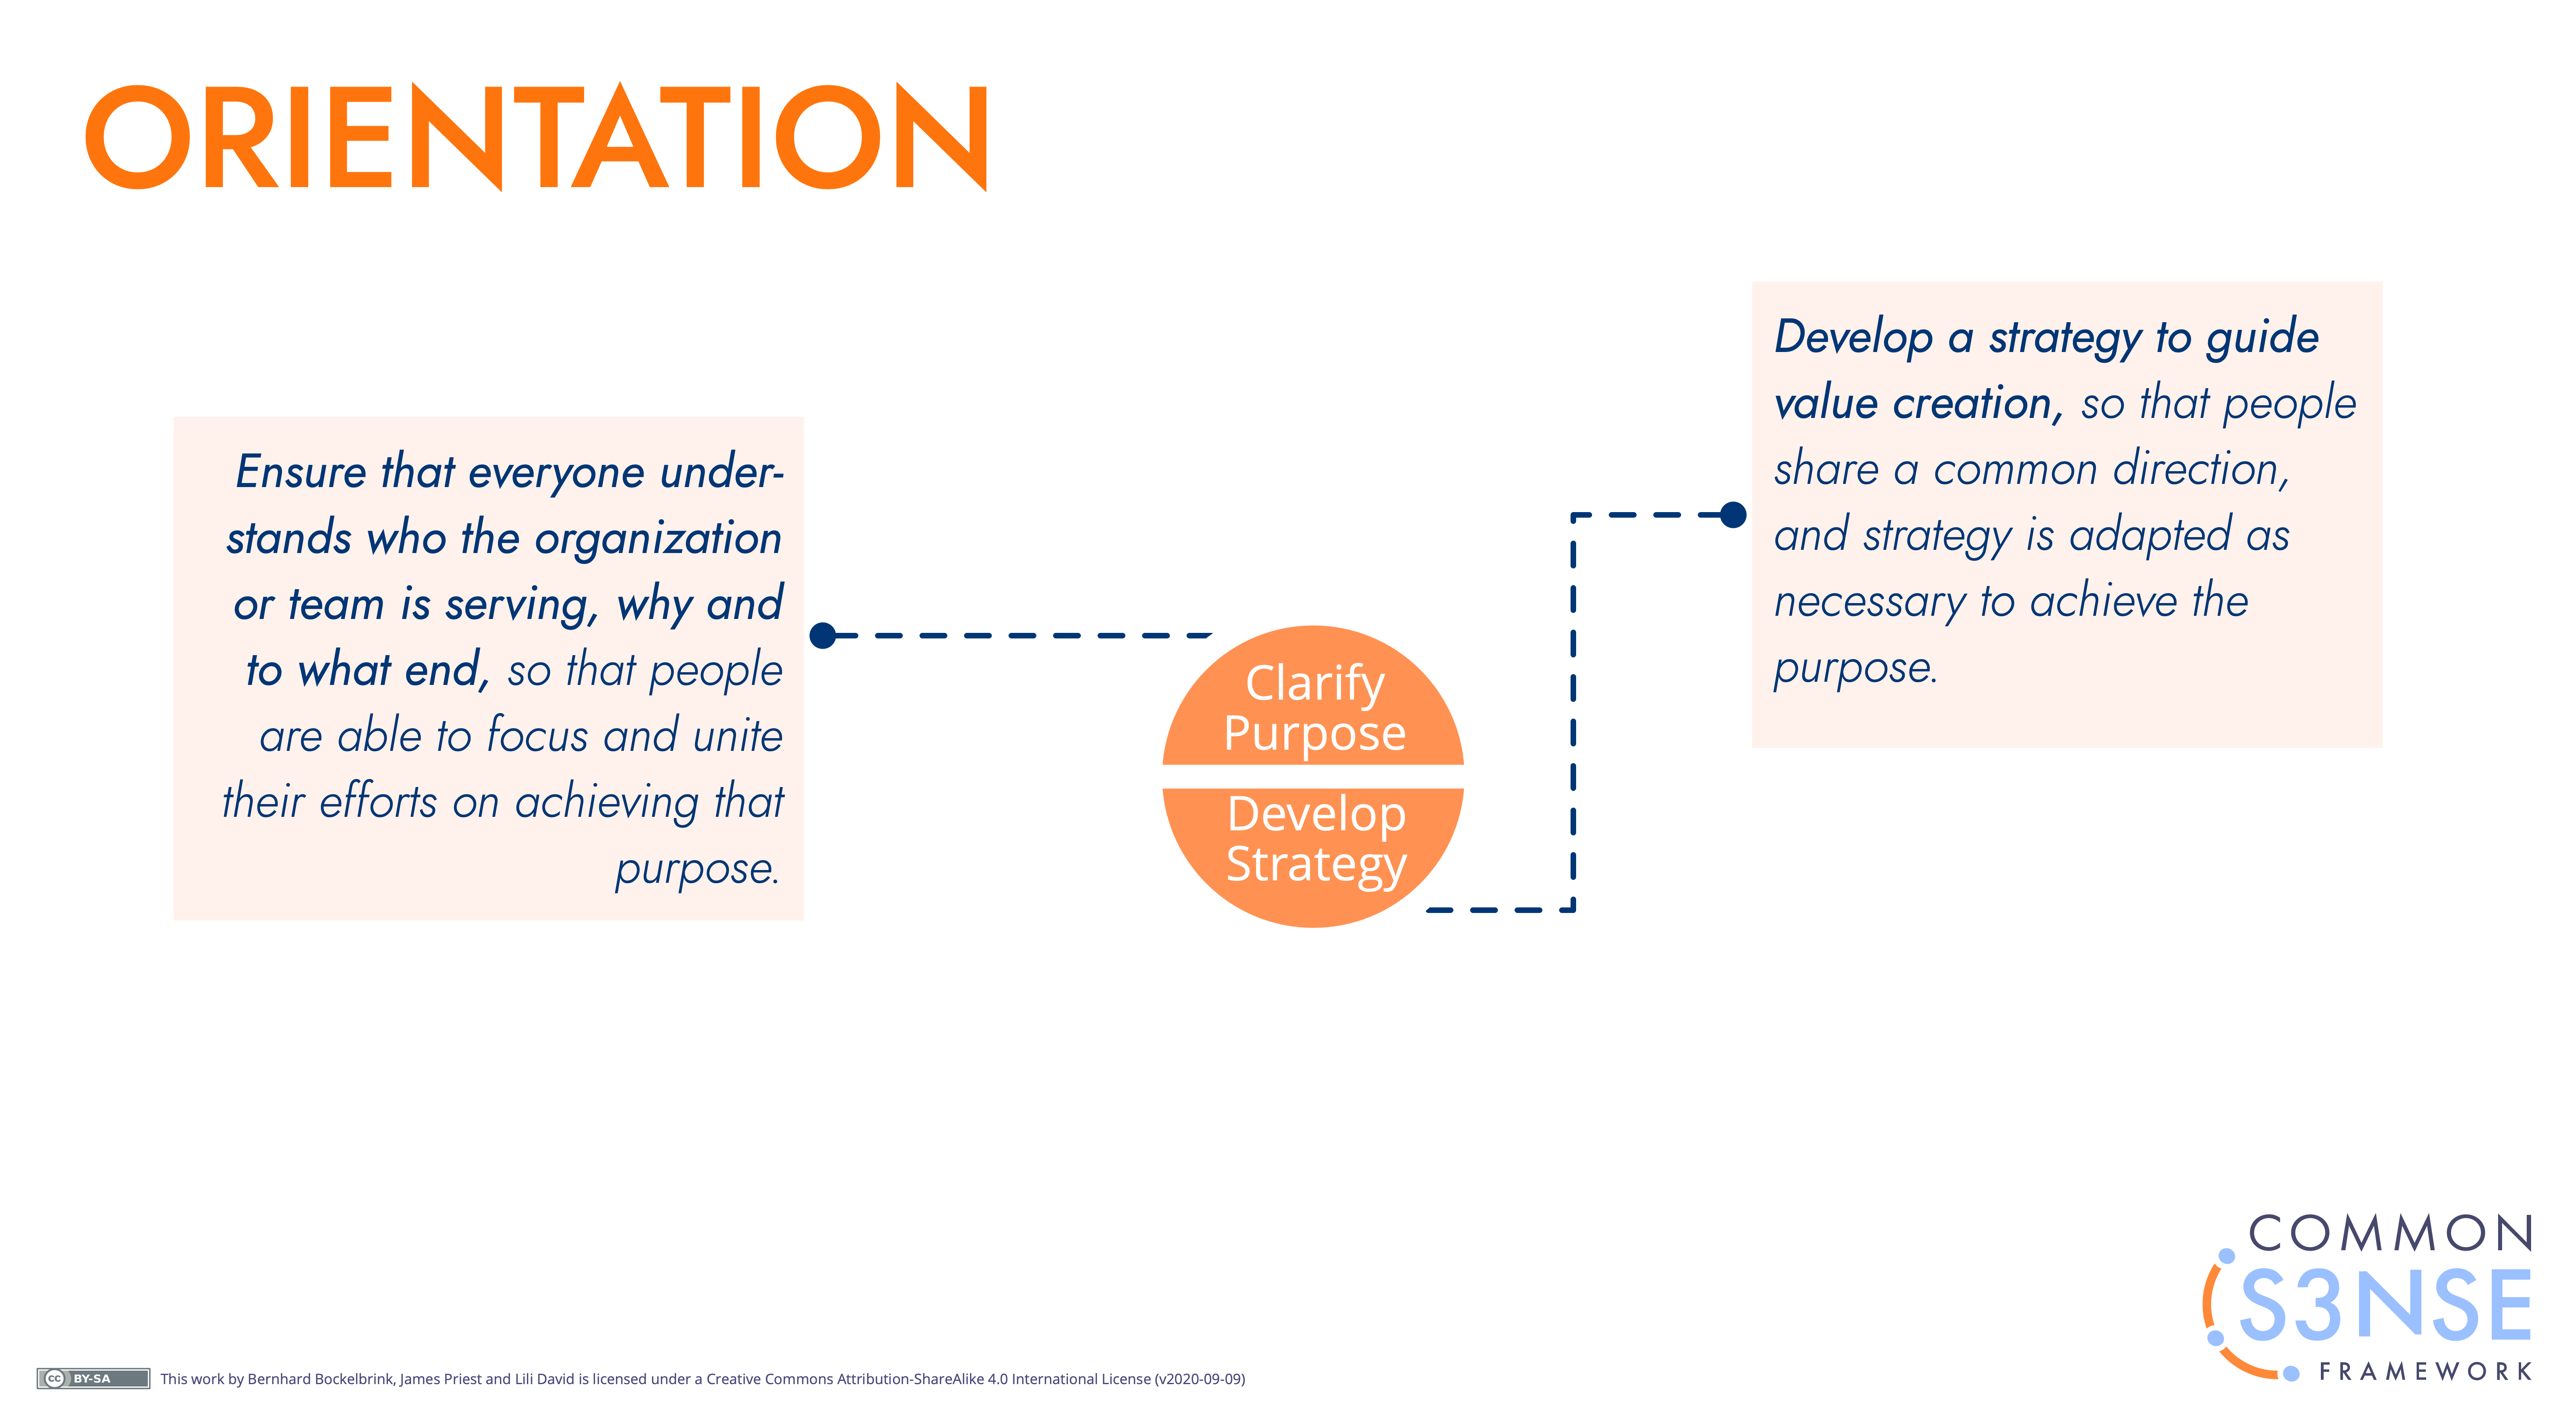 ORIENTATION
Ensure that everyone under-
stands who the organization
or team is serving, why and
to what end, so that people
are able to focus and unite
their efforts on achieving that
purpose.
Clarify
Purpose
Develop
Strategy
Develop a strategy to guide
value creation, so that people
share a common direction,
and strategy is adapted as
necessary to achieve the
purpose.
COMMON
S3NSE
FRAMEWORK
cc BY-SA
This work by Bernhard Bockelbrink, James Priest and Lili David is licensed under a Creative Commons Attribution-ShareAlike 4.0 International License (v2020-09-09)